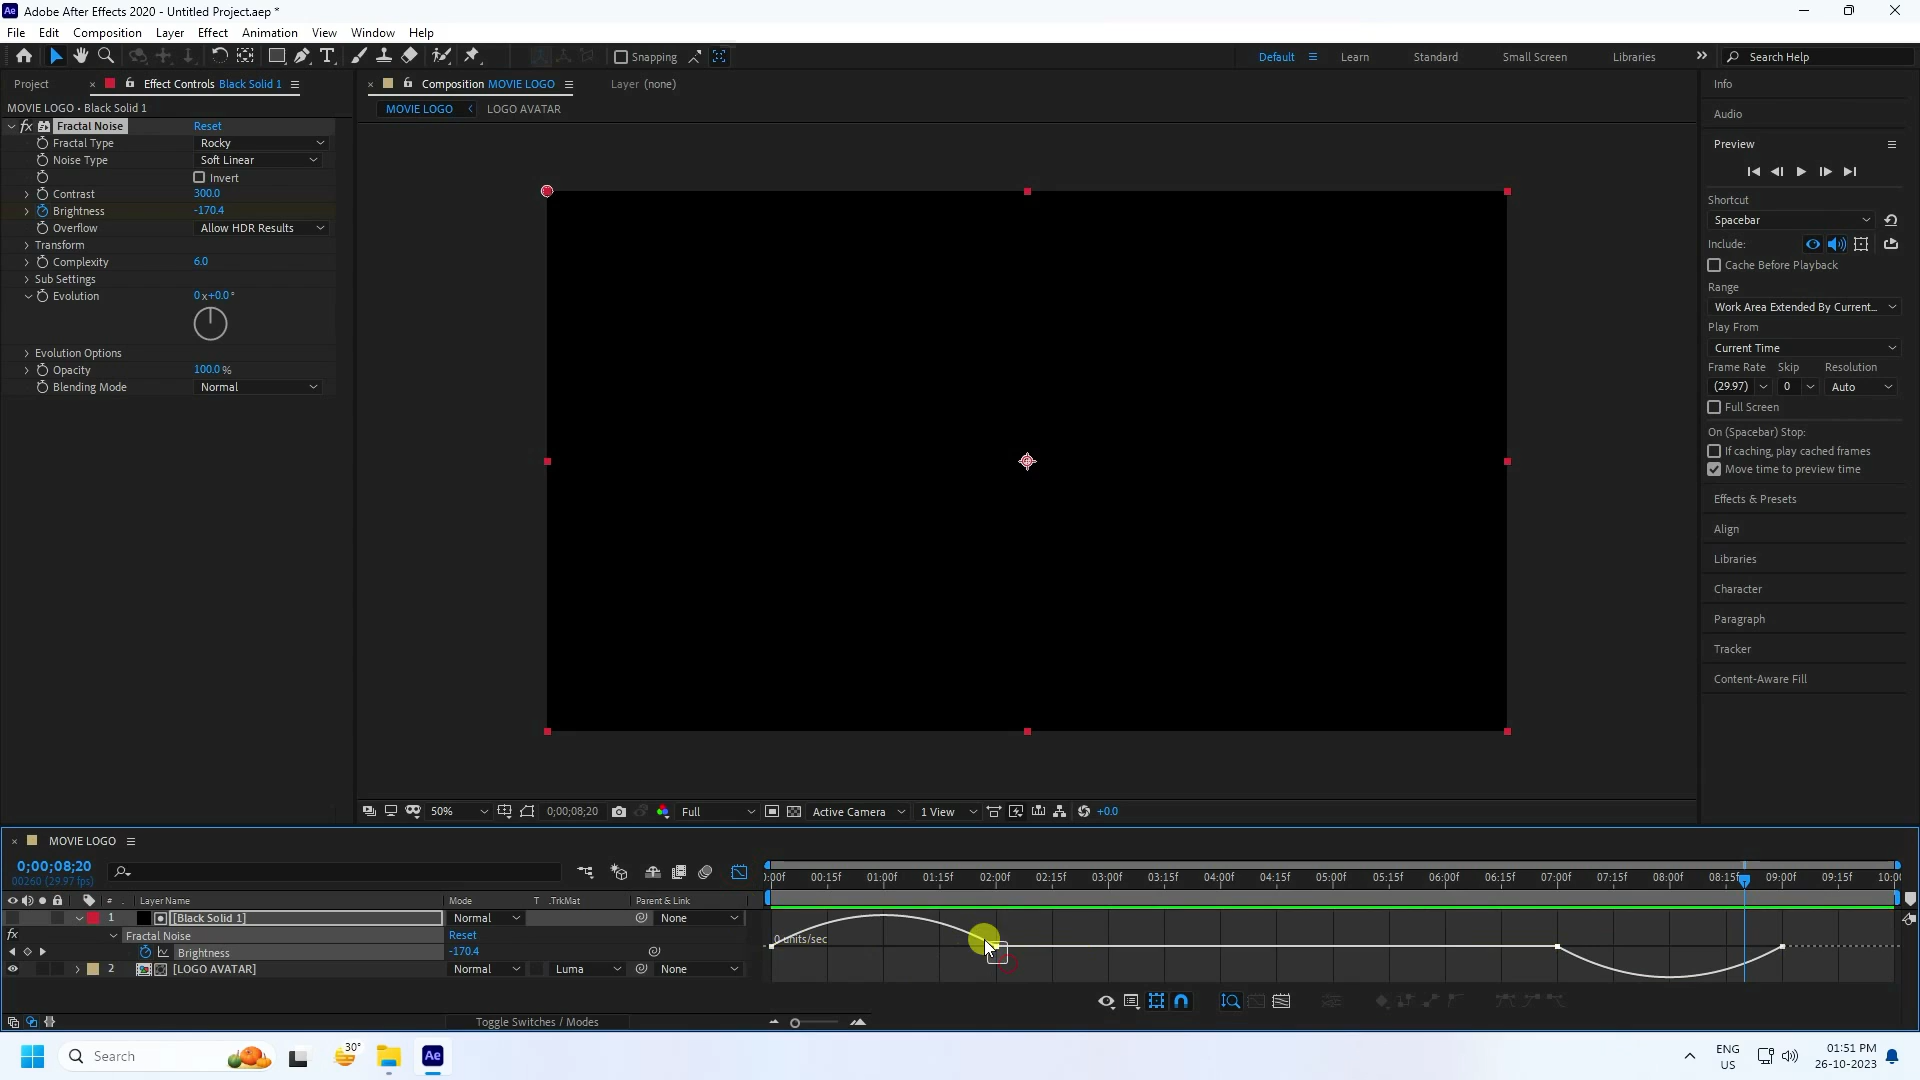 Adobe After Effects 2020 - Untitled Project.aep *
File Edit Composition Layer Effect Animation View Window Help
Snapping
Default Learn Standard Small Screen Libraries Search Help
Project Effect Controls Black Solid 1
MOVIE LOGO • Black Solid 1
fx Fractal Noise Reset
Fractal Type Rocky
Noise Type Soft Linear
Invert
Contrast 300.0
Brightness -170.4
Overflow Allow HDR Results
Transform
Complexity 6.0
Sub Settings
Evolution 0x+0.0°
Evolution Options
Opacity 100.0 %
Blending Mode Normal
Composition MOVIE LOGO Layer (none)
MOVIE LOGO LOGO AVATAR
50% 0;00;08;20 Full Active Camera 1 View +0.0
Info
Audio
Preview
Shortcut
Spacebar
Include:
Cache Before Playback
Range
Work Area Extended By Current...
Play From
Current Time
Frame Rate Skip Resolution
(29.97) 0 Auto
Full Screen
On (Spacebar) Stop:
If caching, play cached frames
Move time to preview time
Effects & Presets
Align
Libraries
Character
Paragraph
Tracker
Content-Aware Fill
MOVIE LOGO
0;00;08;20
00260 (29.97 fps)
:00f 00:15f 01:00f 01:15f 02:00f 02:15f 03:00f 03:15f 04:00f 04:15f 05:00f 05:15f 06:00f 06:15f 07:00f 07:15f 08:00f 08:15f 09:00f 09:15f 10:0
# Layer Name Mode T .TrkMat Parent & Link
1 [Black Solid 1] Normal None
fx Fractal Noise Reset
Brightness -170.4
0 units/sec
2 [LOGO AVATAR] Normal Luma None
Toggle Switches / Modes
Search 30° Ae
ENG
US
01:51 PM
26-10-2023